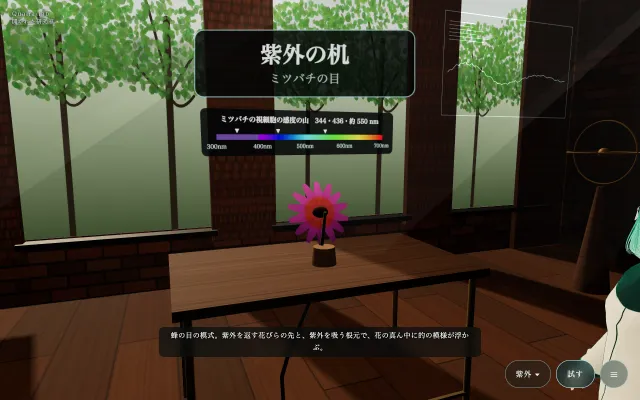 紫外の机
ミツバチの目
ミツバチの視細胞の感度の山 344・436・約 550 nm
300nm 400nm 500nm 600nm 700nm
蜂の目の模式。紫外を返す花びらの先と、紫外を吸う根元で、花の真ん中に的の模様が浮か
ぶ。
紫外
試す